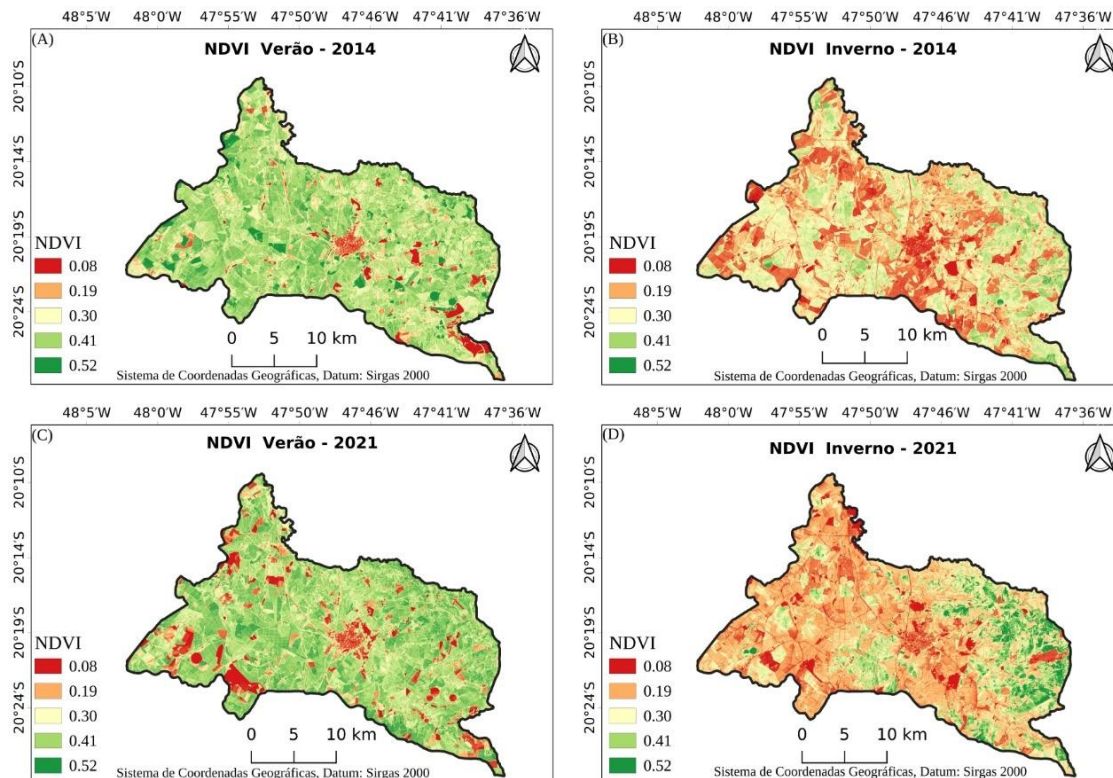 48°5′W 48°0′W 47°55′W 47°50′W 47°46′W 47°41′W 47°36′W
(A)
NDVI Verão - 2014
20°10′S
20°14′S
20°19′S
20°24′S
NDVI
0.08
0.19
0.30
0.41
0.52
0 5 10 km
Sistema de Coordenadas Geográficas, Datum: Sirgas 2000
48°5′W 48°0′W 47°55′W 47°50′W 47°46′W 47°41′W 47°36′W
(B)
NDVI Inverno - 2014
20°10′S
20°14′S
20°19′S
20°24′S
NDVI
0.08
0.19
0.30
0.41
0.52
0 5 10 km
Sistema de Coordenadas Geográficas, Datum: Sirgas 2000
48°5′W 48°0′W 47°55′W 47°50′W 47°46′W 47°41′W 47°36′W
(C)
NDVI Verão - 2021
20°10′S
20°14′S
20°19′S
20°24′S
NDVI
0.08
0.19
0.30
0.41
0.52
0 5 10 km
Sistema de Coordenadas Geográficas, Datum: Sirgas 2000
48°5′W 48°0′W 47°55′W 47°50′W 47°46′W 47°41′W 47°36′W
(D)
NDVI Inverno - 2021
20°10′S
20°14′S
20°19′S
20°24′S
NDVI
0.08
0.19
0.30
0.41
0.52
0 5 10 km
Sistema de Coordenadas Geográficas, Datum: Sirgas 2000